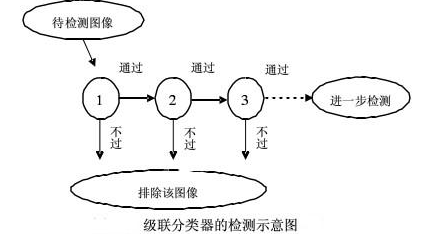 待检测图像
通过
通过
通过
1
2
3
进一步检测
不过
不过
不过
排除该图像
级联分类器的检测示意图